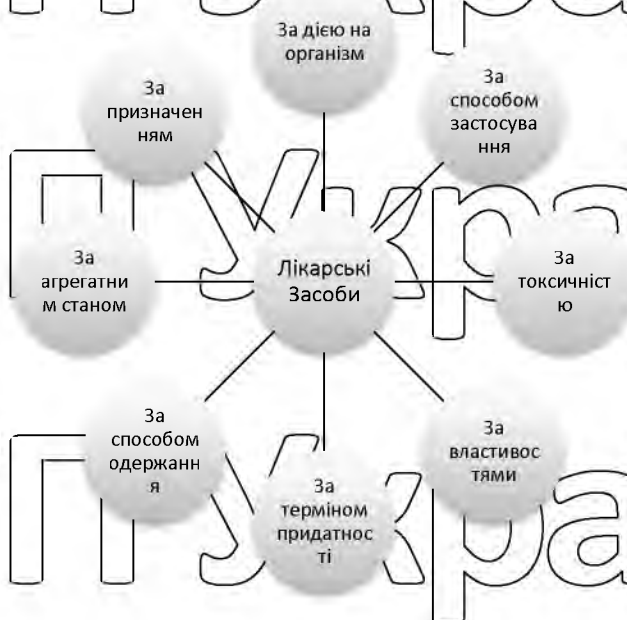 За дією на
організм
За
призначен
ням
За
способом
застосува
ння
За
агрегатни
м станом
Лікарські
Засоби
За
токсичніст
ю
За
способом
одержанн
я
За
терміном
придатнос
ті
За
властивос
тями